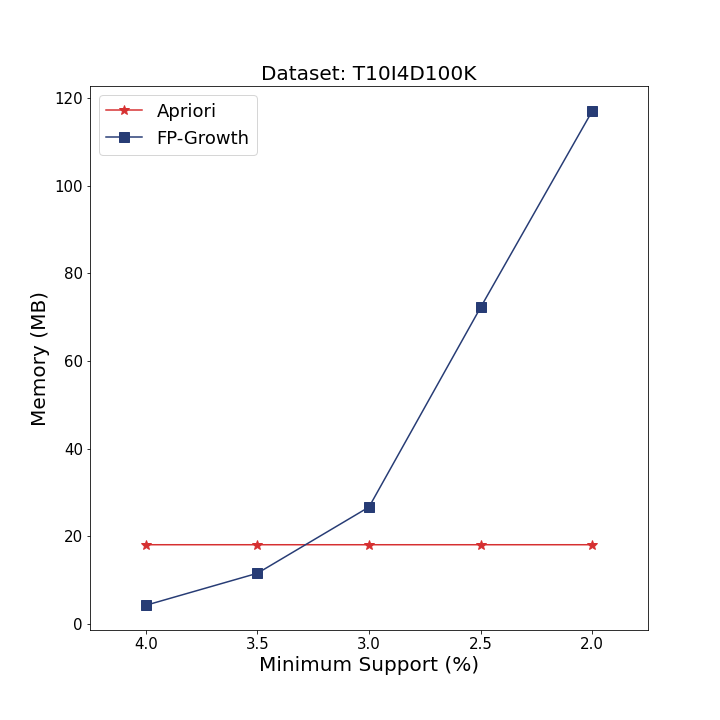 Dataset: T10I4D100K
Apriori
FP-Growth
120
100
80
60
40
20
0
Memory (MB)
4.0 3.5 3.0 2.5 2.0
Minimum Support (%)